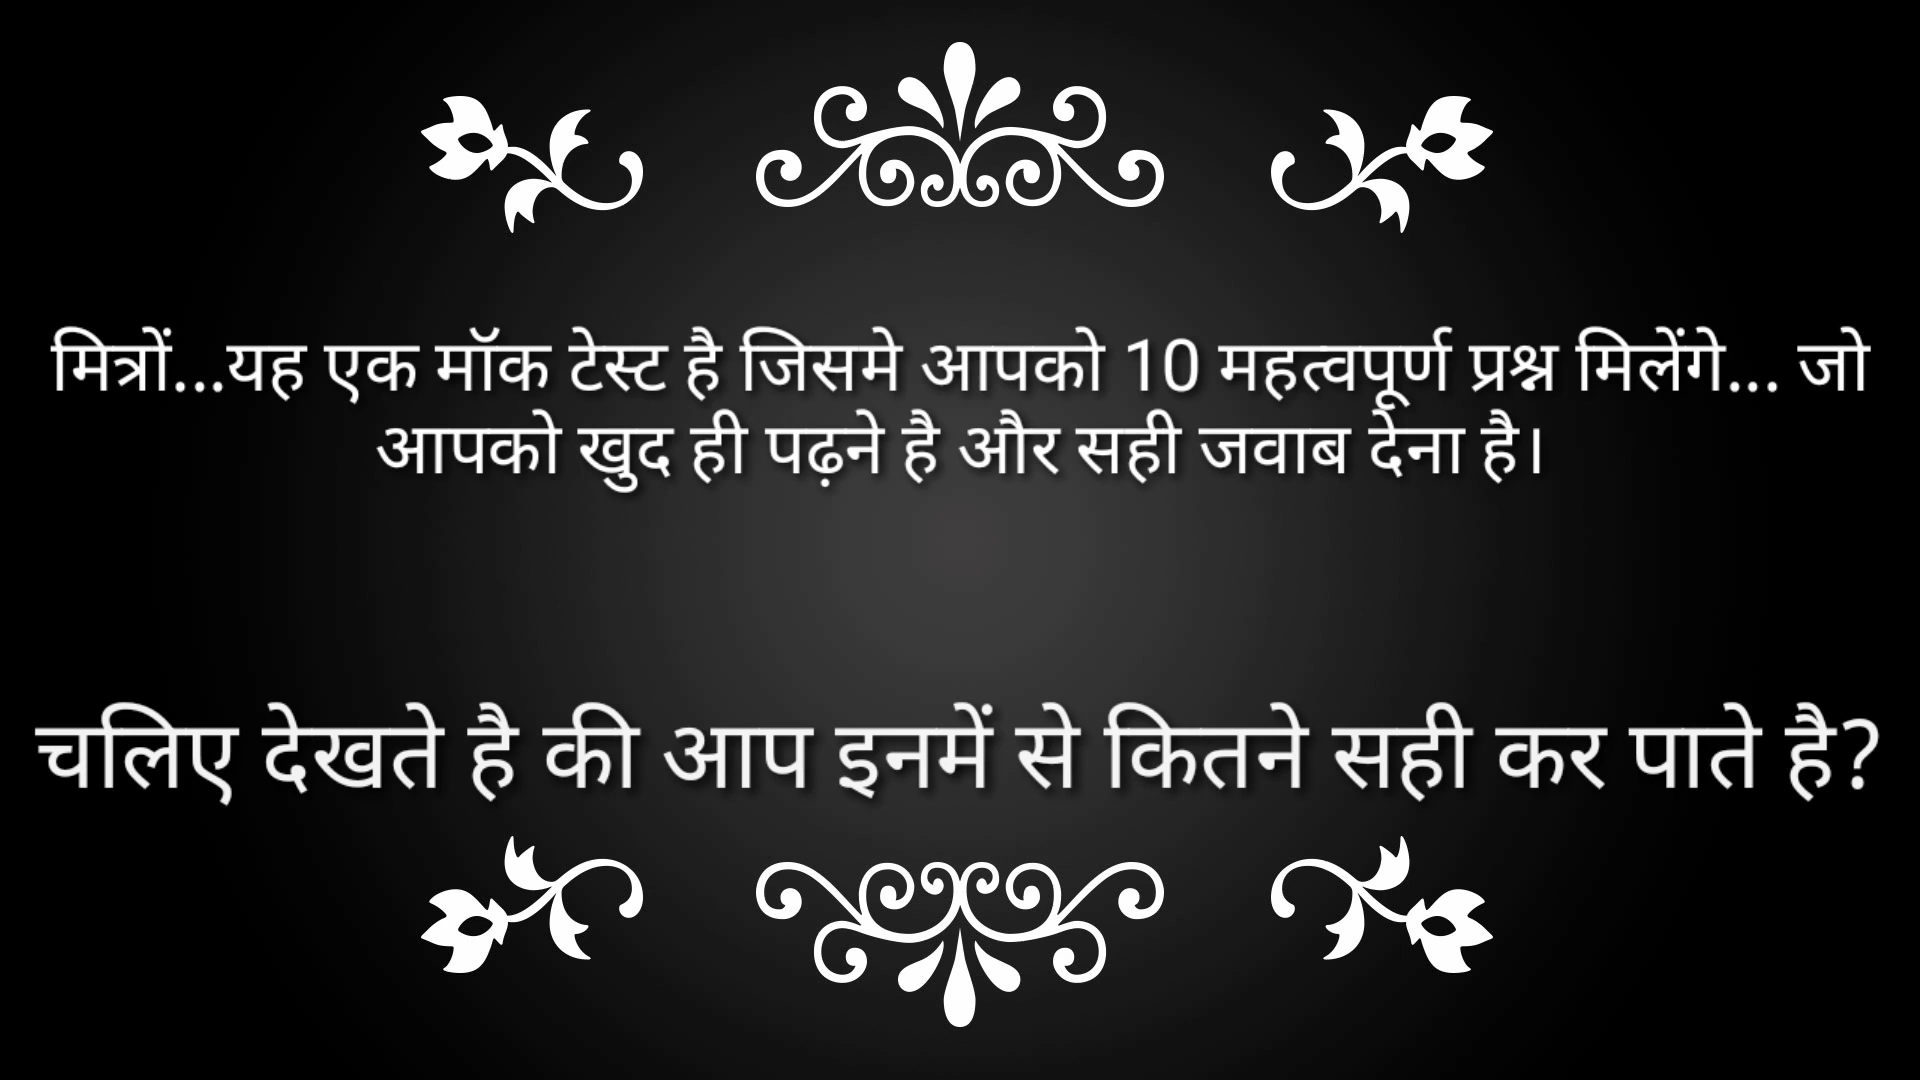 मित्रों...यह एक मॉक टेस्ट है जिसमे आपको 10 महत्वपूर्ण प्रश्न मिलेंगे... जो
आपको खुद ही पढ़ने है और सही जवाब देना है।
चलिए देखते है की आप इनमें से कितने सही कर पाते है?